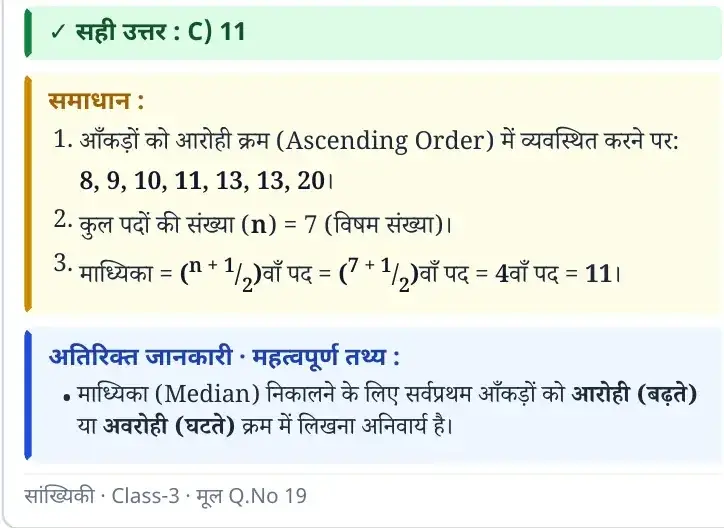 ✓ सही उत्तर : C) 11
समाधान :
1. आँकड़ों को आरोही क्रम (Ascending Order) में व्यवस्थित करने पर:
8, 9, 10, 11, 13, 13, 20।
2. कुल पदों की संख्या (n) = 7 (विषम संख्या)।
3. माध्यिका = (n + 1/2)वाँ पद = (7 + 1/2)वाँ पद = 4वाँ पद = 11।
अतिरिक्त जानकारी · महत्वपूर्ण तथ्य :
• माध्यिका (Median) निकालने के लिए सर्वप्रथम आँकड़ों को आरोही (बढ़ते)
या अवरोही (घटते) क्रम में लिखना अनिवार्य है।
सांख्यिकी · Class-3 · मूल Q.No 19